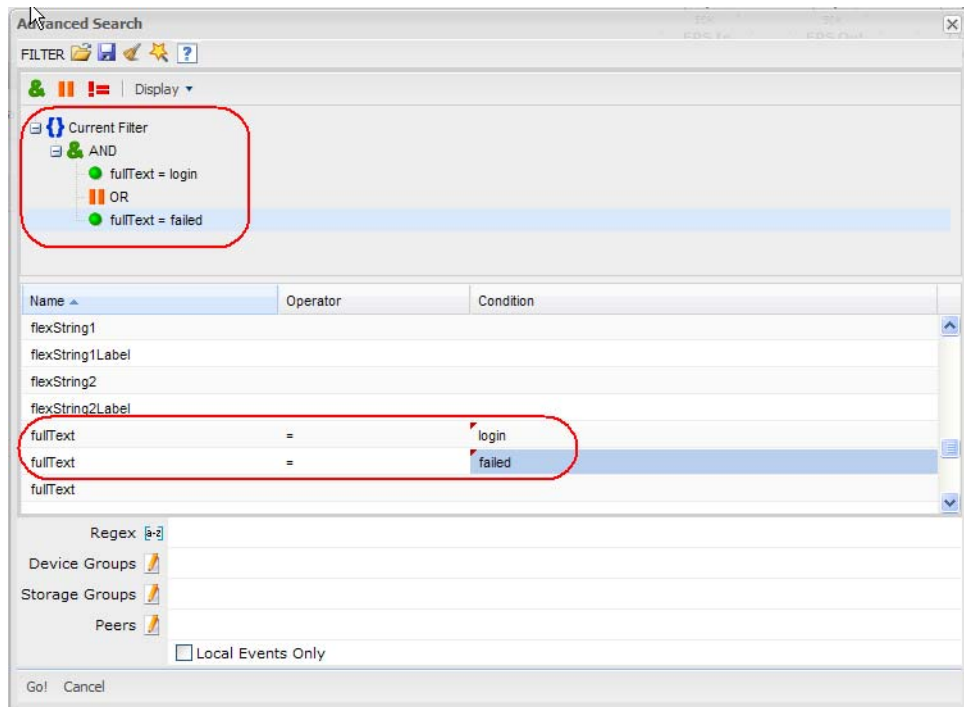 Advanced Search
FILTER
Display
Current Filter
AND
fullText = login
OR
fullText = failed
Name Operator Condition
flexString1
flexString1Label
flexString2
flexString2Label
fullText = login
fullText = failed
fullText
Regex [a-z]
Device Groups
Storage Groups
Peers
Local Events Only
Go! Cancel